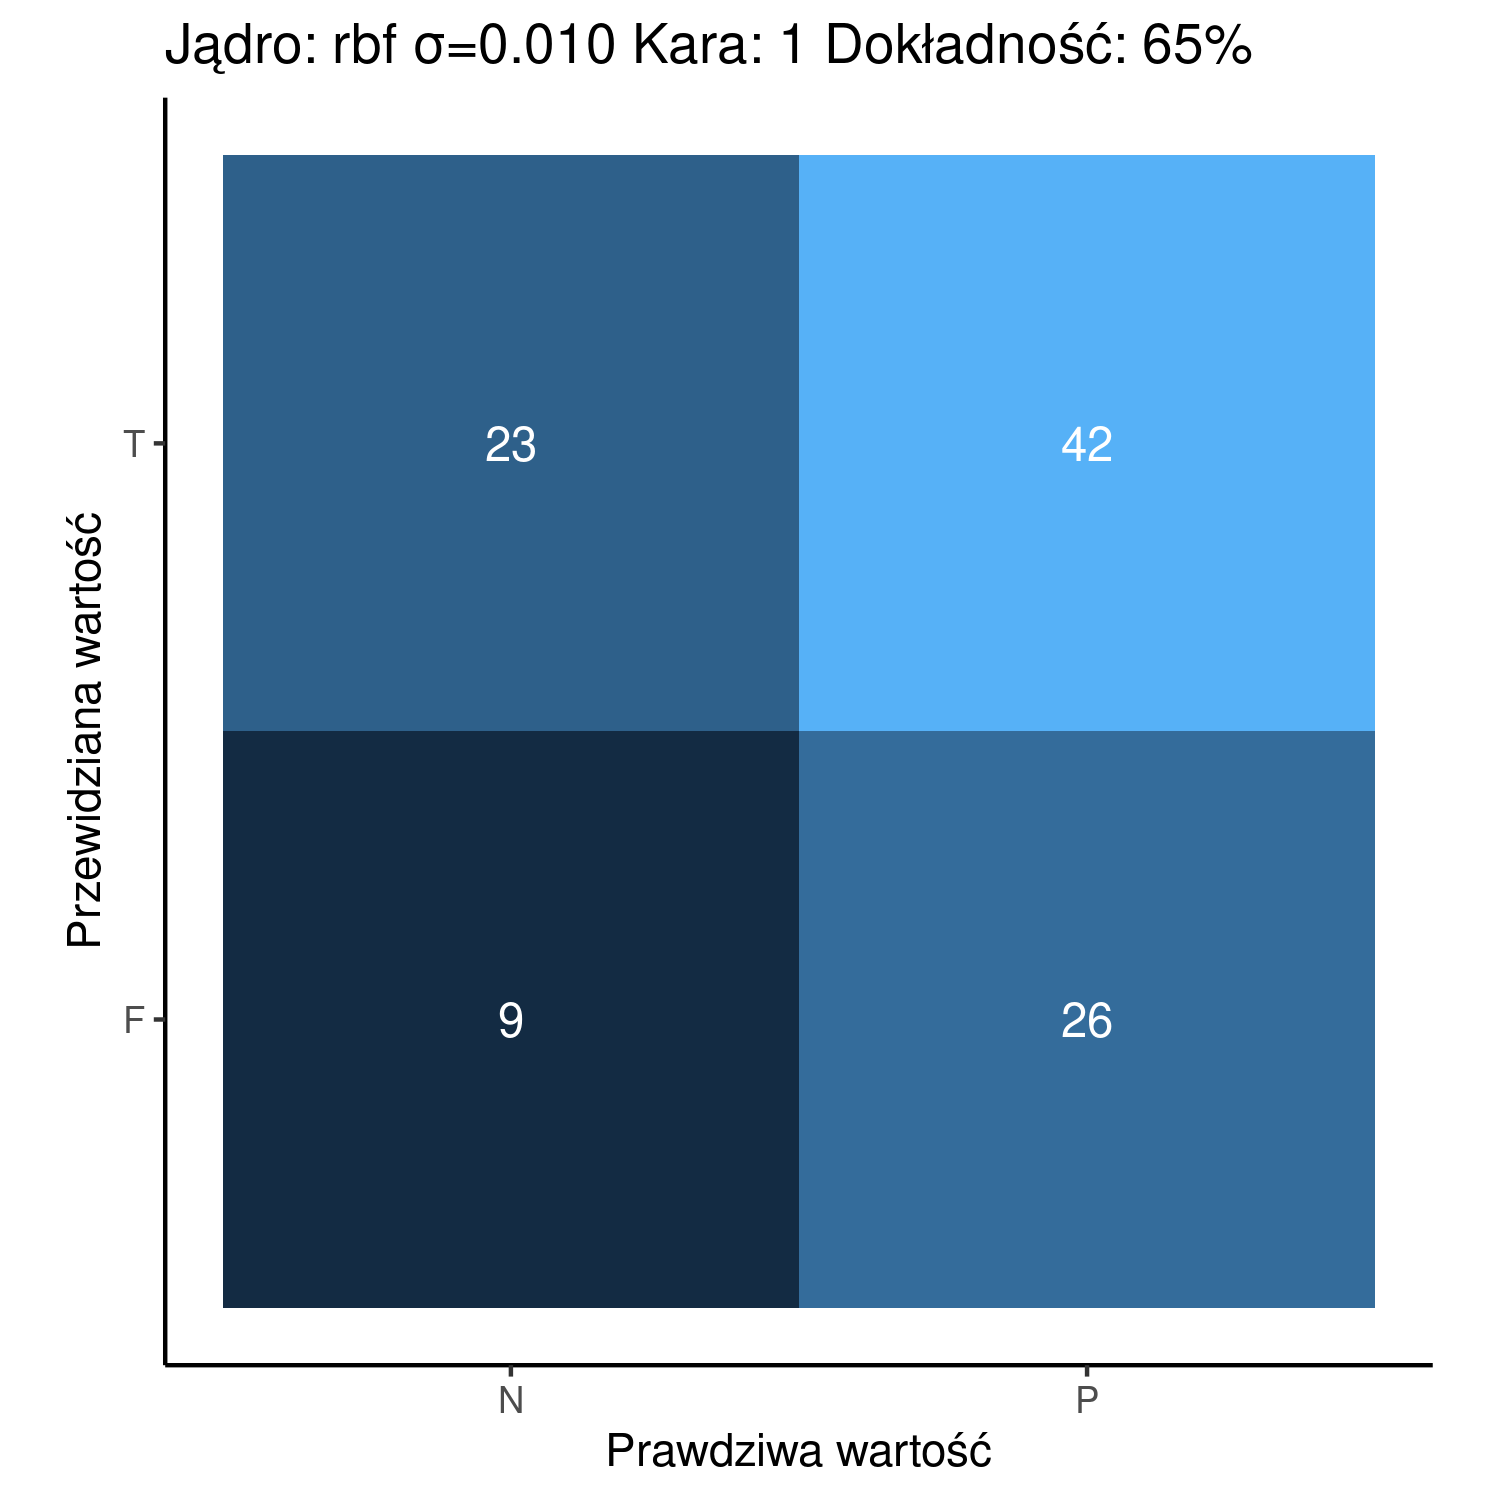 Jądro: rbf σ=0.010 Kara: 1 Dokładność: 65%
T
23
42
Przewidziana wartość
F
9
26
N
P
Prawdziwa wartość